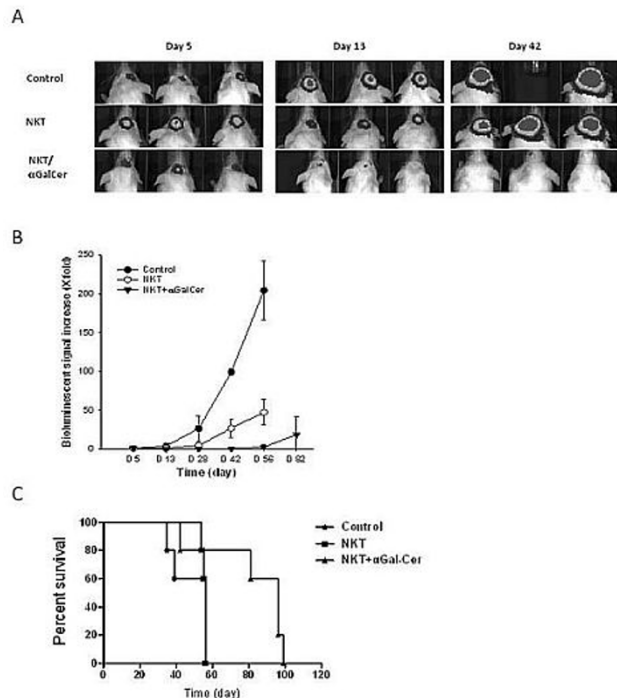 A
Day 5
Day 13
Day 42
Control
NKT
NKT/
αGalCer
B
Bioluminescent signal increase (Xfold)
250
200
150
100
50
0
Control
NKT
NKT+αGalCer
D 5
D 13
D 28
D 42
D 56
D 82
Time (day)
C
Percent survival
100
80
60
40
20
0
Control
NKT
NKT+αGal-Cer
0
20
40
60
80
100
120
Time (day)